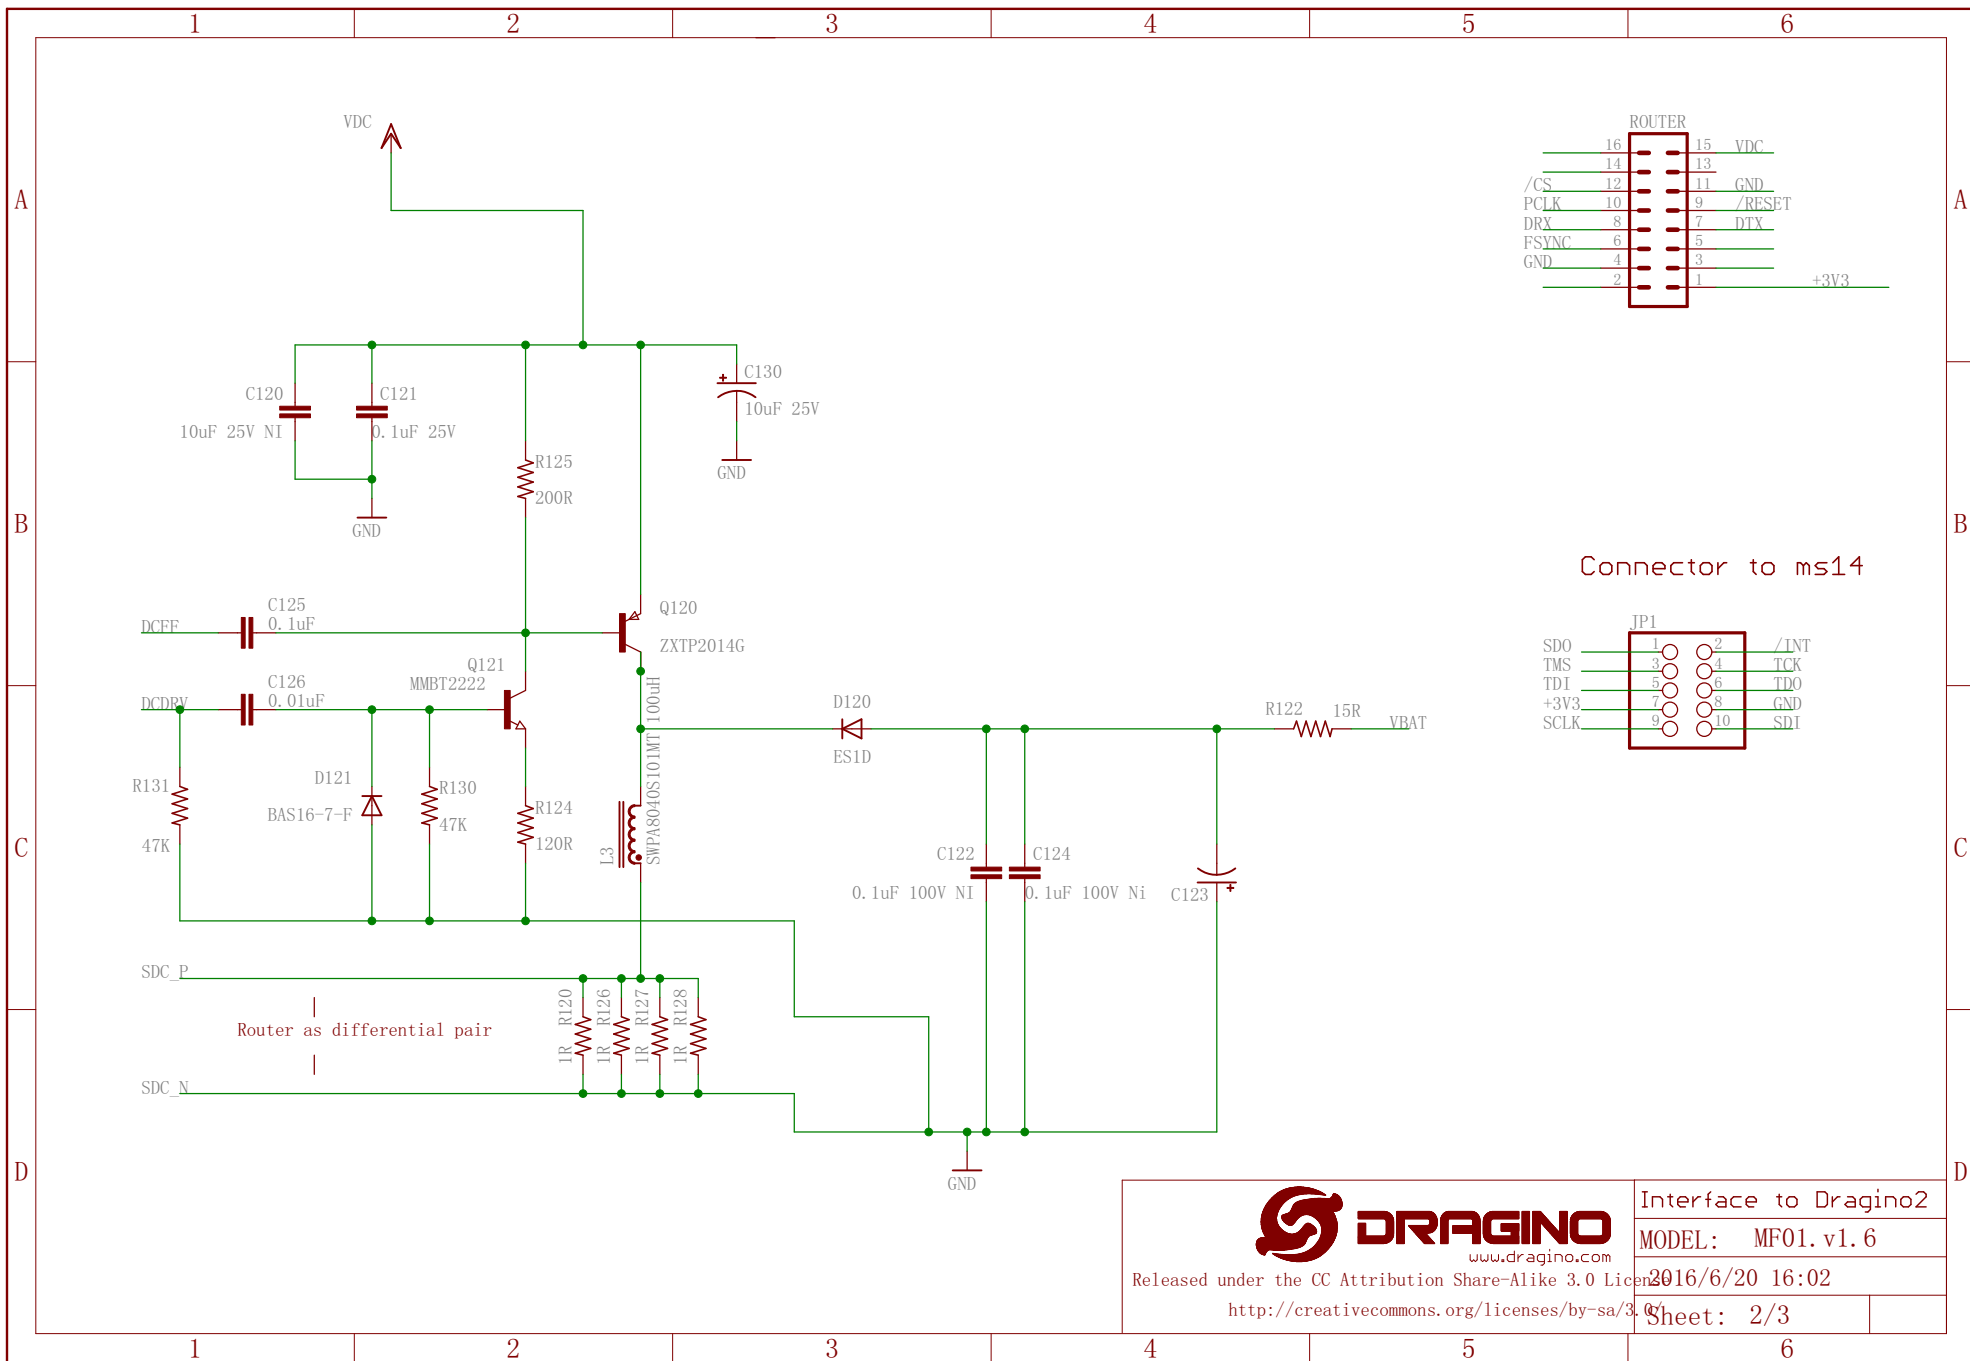 1 2 3 4 5 6
A A
B B
C C
D D
VDC
C120
10uF 25V NI
C121
0.1uF 25V
GND
R125
200R
C130
10uF 25V
GND
DCFF
C125
0.1uF
Q120
ZXTP2014G
Q121
MMBT2222
DCDRV
C126
0.01uF
R131
47K
D121
BAS16-7-F
R130
47K
R124
120R
L3
SWPA8040S101MT 100uH
D120
ES1D
C122
0.1uF 100V NI
C124
0.1uF 100V Ni
C123
R122 15R
VBAT
SDC_P
Router as differential pair
SDC_N
R120
1R
R126
1R
R127
1R
R128
1R
GND
ROUTER
16 15 VDC
14 13
/CS 12 11 GND
PCLK 10 9 /RESET
DRX 8 7 DTX
FSYNC 6 5
GND 4 3
2 1 +3V3
Connector to ms14
JP1
SDO 1 2 /INT
TMS 3 4 TCK
TDI 5 6 TDO
+3V3 7 8 GND
SCLK 9 10 SDI
DRAGINO
www.dragino.com
Released under the CC Attribution Share-Alike 3.0 License
http://creativecommons.org/licenses/by-sa/3.0/
Interface to Dragino2
MODEL: MF01.v1.6
2016/6/20 16:02
Sheet: 2/3
1 2 3 4 5 6